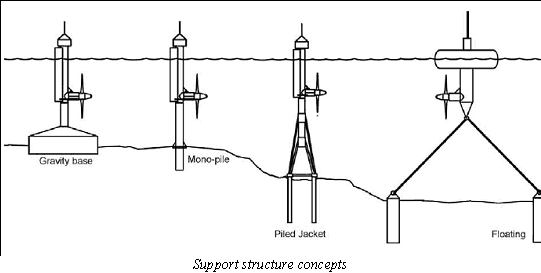 Gravity base
Mono-pile
Piled Jacket
Floating
Support structure concepts